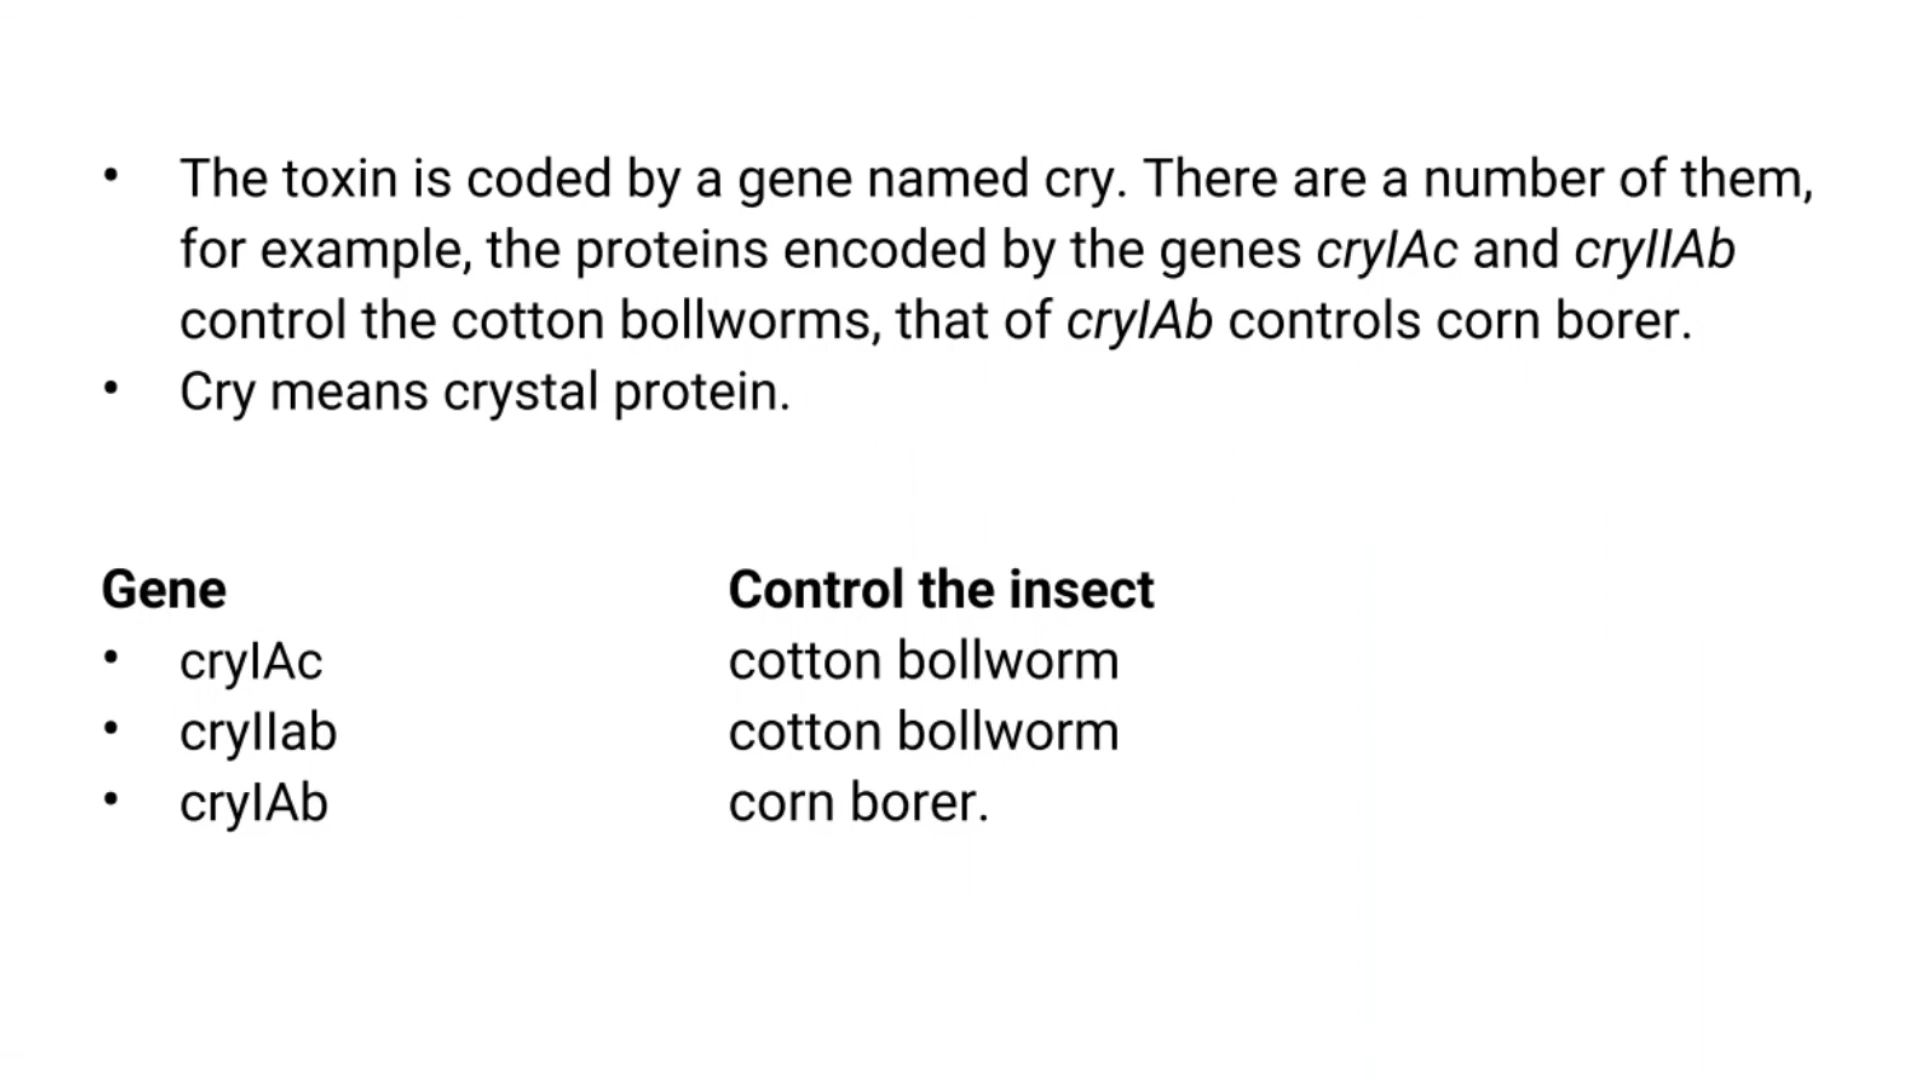 • The toxin is coded by a gene named cry. There are a number of them,
for example, the proteins encoded by the genes cryIAc and cryIIAb
control the cotton bollworms, that of cryIAb controls corn borer.
• Cry means crystal protein.
Gene Control the insect
• cryIAc cotton bollworm
• cryIIab cotton bollworm
• cryIAb corn borer.